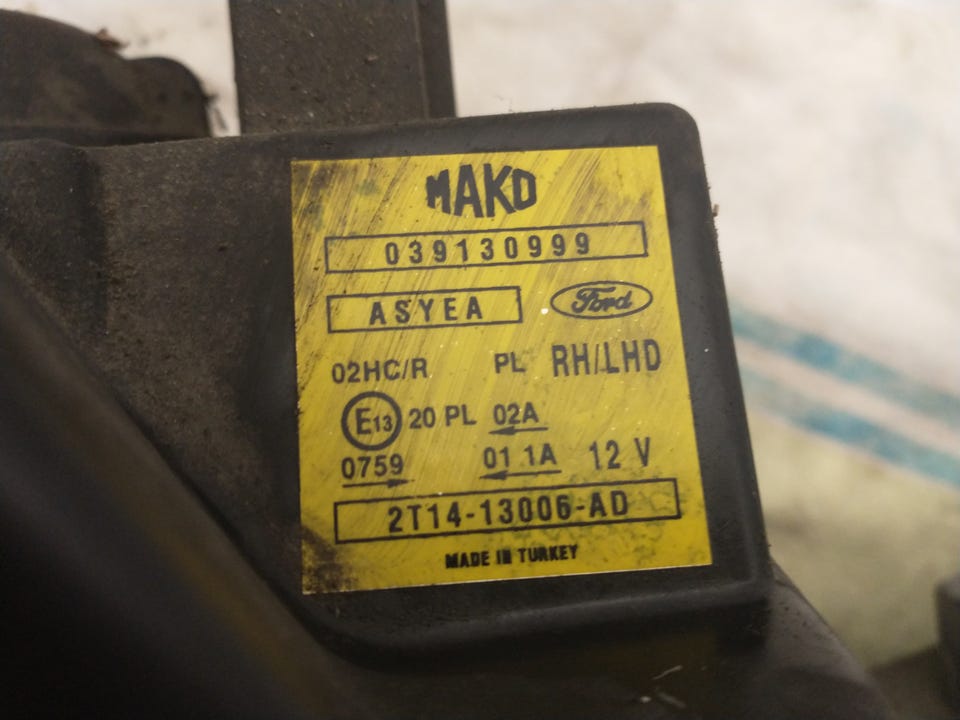 MAKO
039130999
ASYEA Ford
02HC/R PL RH/LHD
E13 20 PL 02A
0759 01 1A 12 V
2T14-13006-AD
MADE IN TURKEY